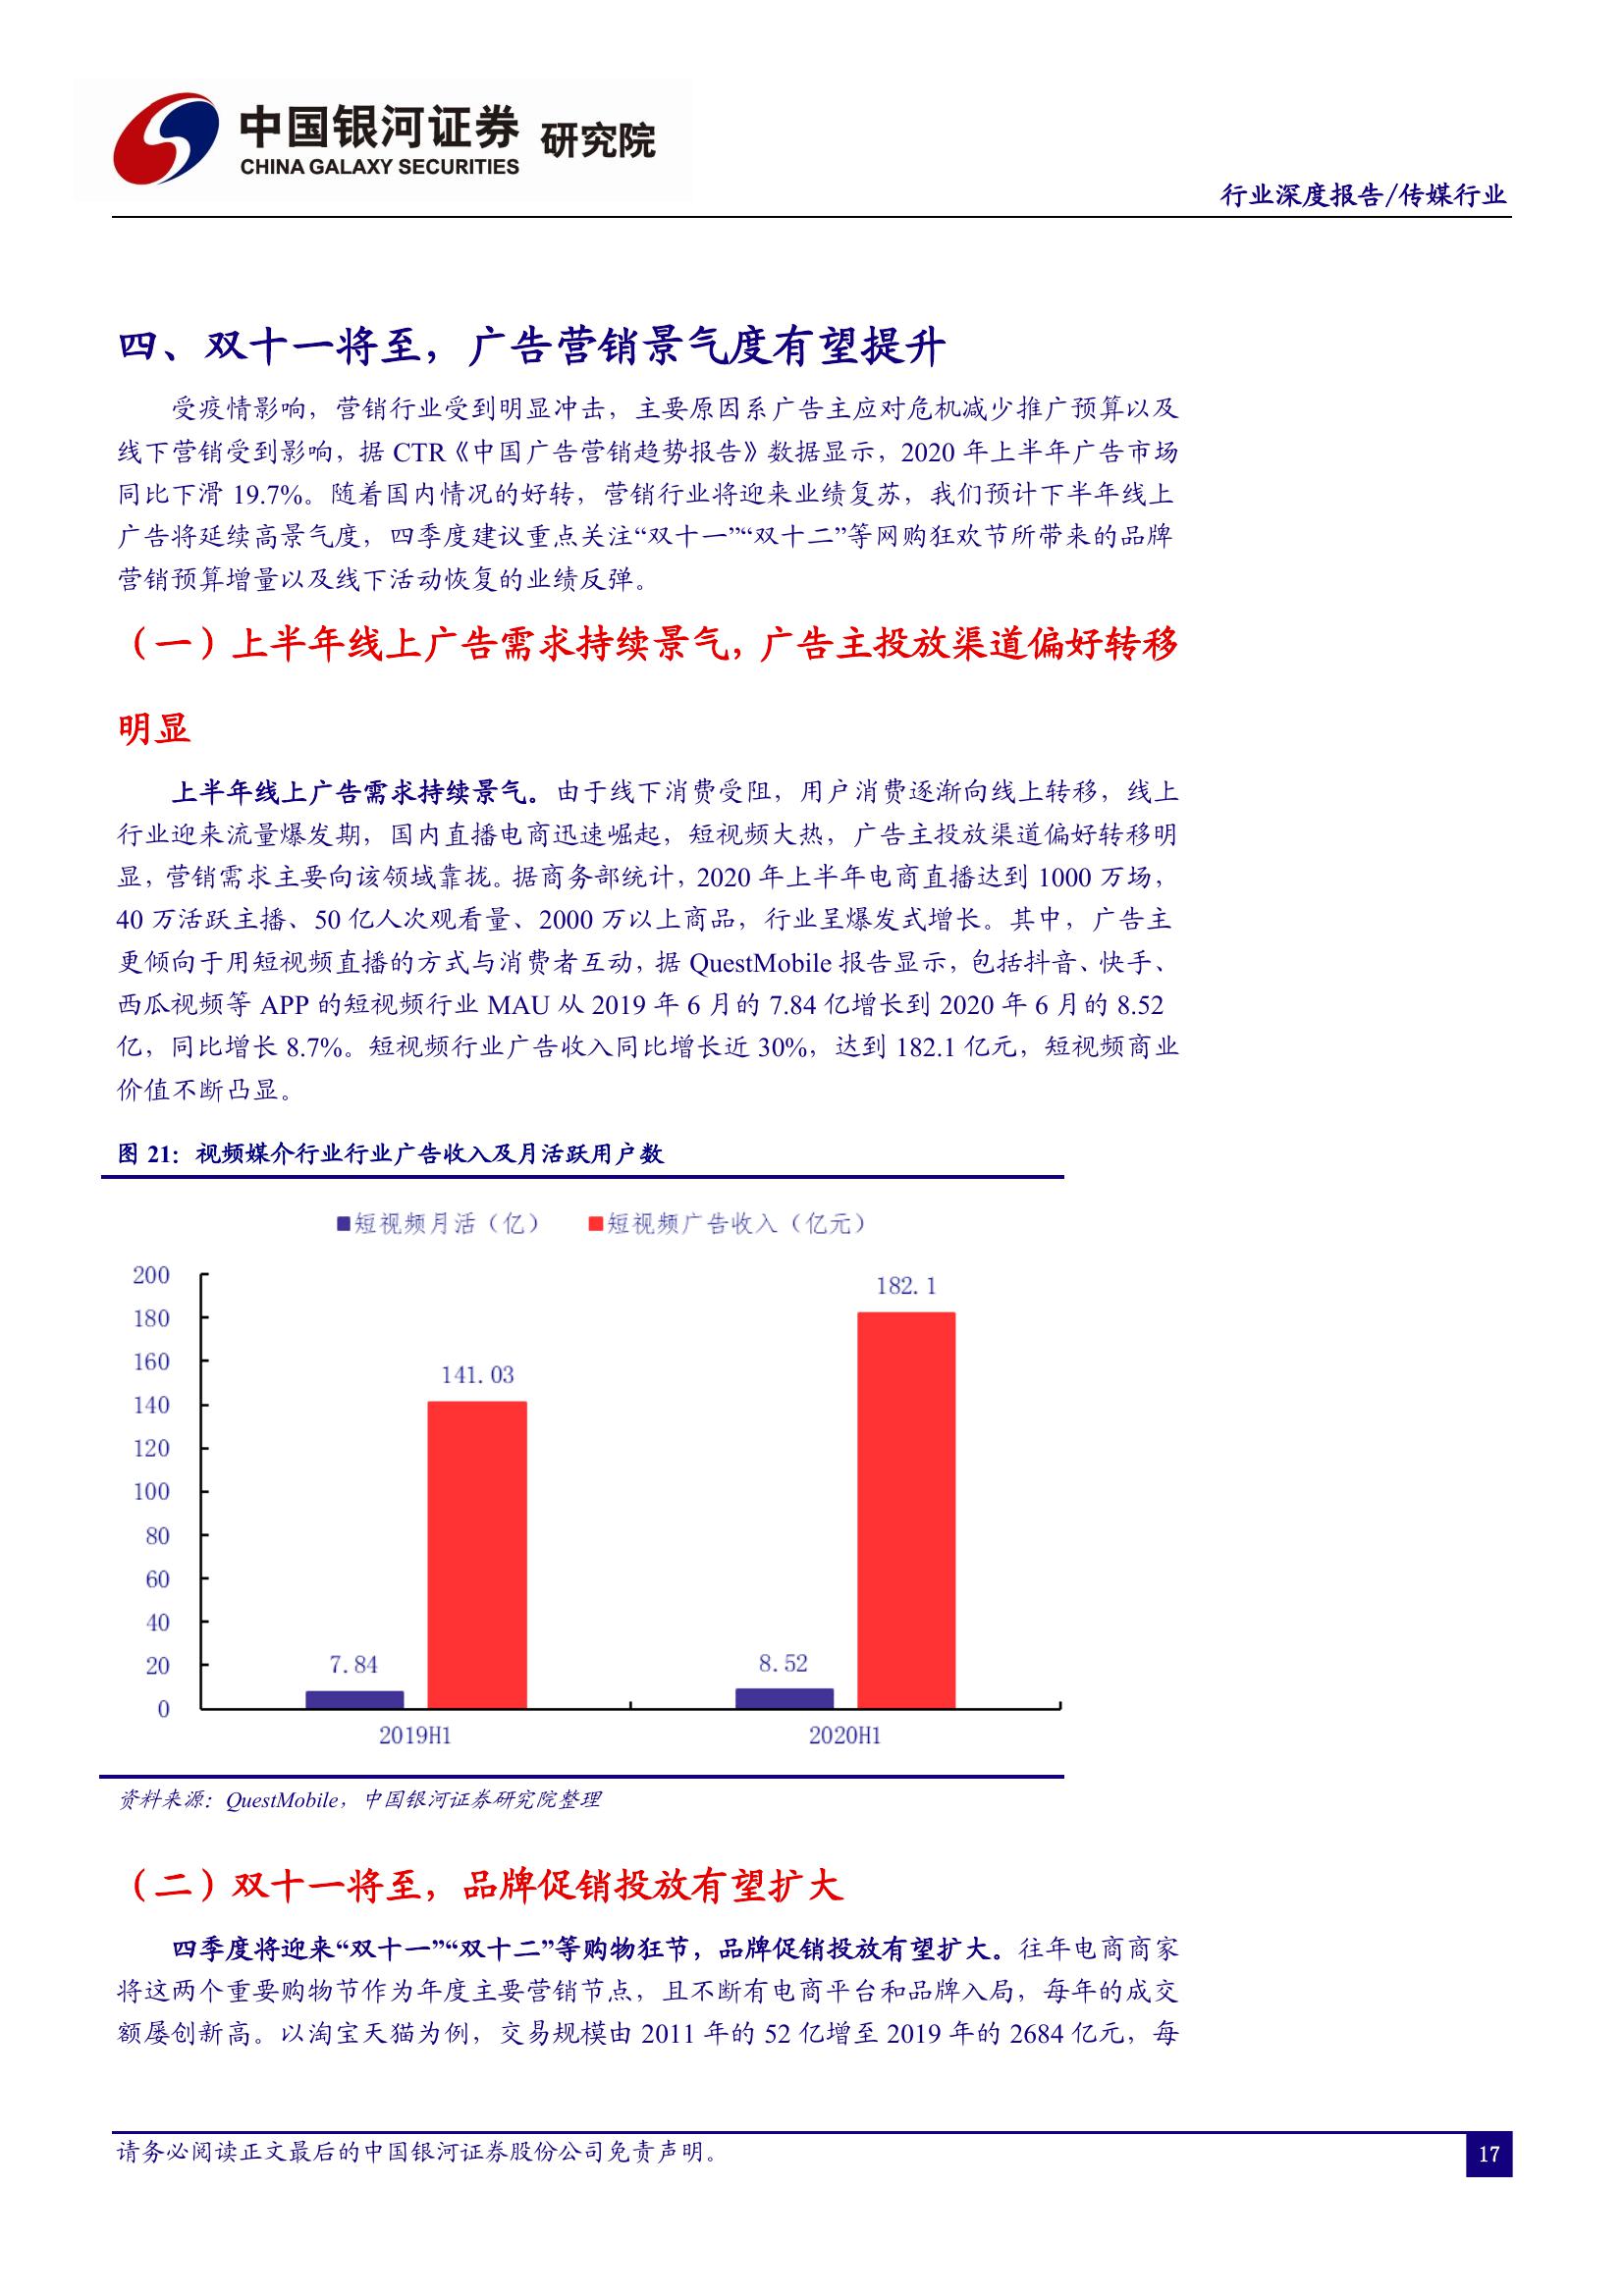 中国银河证券 研究院
CHINA GALAXY SECURITIES
行业深度报告/传媒行业
四、双十一将至，广告营销景气度有望提升
受疫情影响，营销行业受到明显冲击，主要原因系广告主应对危机减少推广预算以及
线下营销受到影响，据 CTR《中国广告营销趋势报告》数据显示，2020 年上半年广告市场
同比下滑 19.7%。随着国内情况的好转，营销行业将迎来业绩复苏，我们预计下半年线上
广告将延续高景气度，四季度建议重点关注“双十一”“双十二”等网购狂欢节所带来的品牌
营销预算增量以及线下活动恢复的业绩反弹。
（一）上半年线上广告需求持续景气，广告主投放渠道偏好转移
明显
上半年线上广告需求持续景气。由于线下消费受阻，用户消费逐渐向线上转移，线上
行业迎来流量爆发期，国内直播电商迅速崛起，短视频大热，广告主投放渠道偏好转移明
显，营销需求主要向该领域靠拢。据商务部统计，2020 年上半年电商直播达到 1000 万场，
40 万活跃主播、50 亿人次观看量、2000 万以上商品，行业呈爆发式增长。其中，广告主
更倾向于用短视频直播的方式与消费者互动，据 QuestMobile 报告显示，包括抖音、快手、
西瓜视频等 APP 的短视频行业 MAU 从 2019 年 6 月的 7.84 亿增长到 2020 年 6 月的 8.52
亿，同比增长 8.7%。短视频行业广告收入同比增长近 30%，达到 182.1 亿元，短视频商业
价值不断凸显。
图 21：视频媒介行业行业广告收入及月活跃用户数
短视频月活（亿） 短视频广告收入（亿元）
200
180
160
140
120
100
80
60
40
20
0
7.84
141.03
8.52
182.1
2019H1
2020H1
资料来源：QuestMobile，中国银河证券研究院整理
（二）双十一将至，品牌促销投放有望扩大
四季度将迎来“双十一”“双十二”等购物狂节，品牌促销投放有望扩大。往年电商商家
将这两个重要购物节作为年度主要营销节点，且不断有电商平台和品牌入局，每年的成交
额屡创新高。以淘宝天猫为例，交易规模由 2011 年的 52 亿增至 2019 年的 2684 亿元，每
请务必阅读正文最后的中国银河证券股份公司免责声明。
17